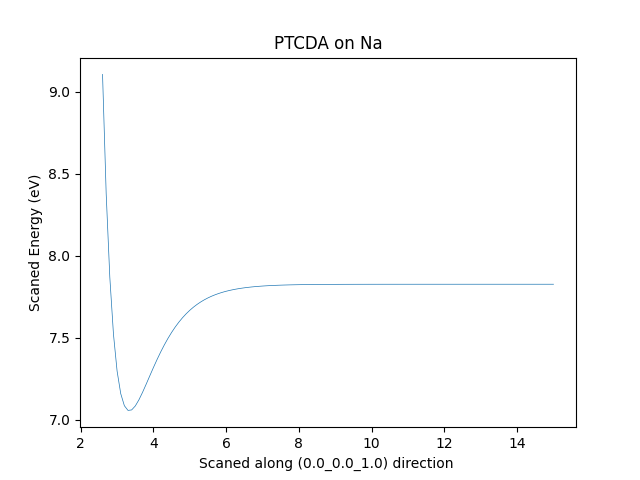 PTCDA on Na
Scaned Energy (eV)
9.0
8.5
8.0
7.5
7.0
2 4 6 8 10 12 14
Scaned along (0.0_0.0_1.0) direction